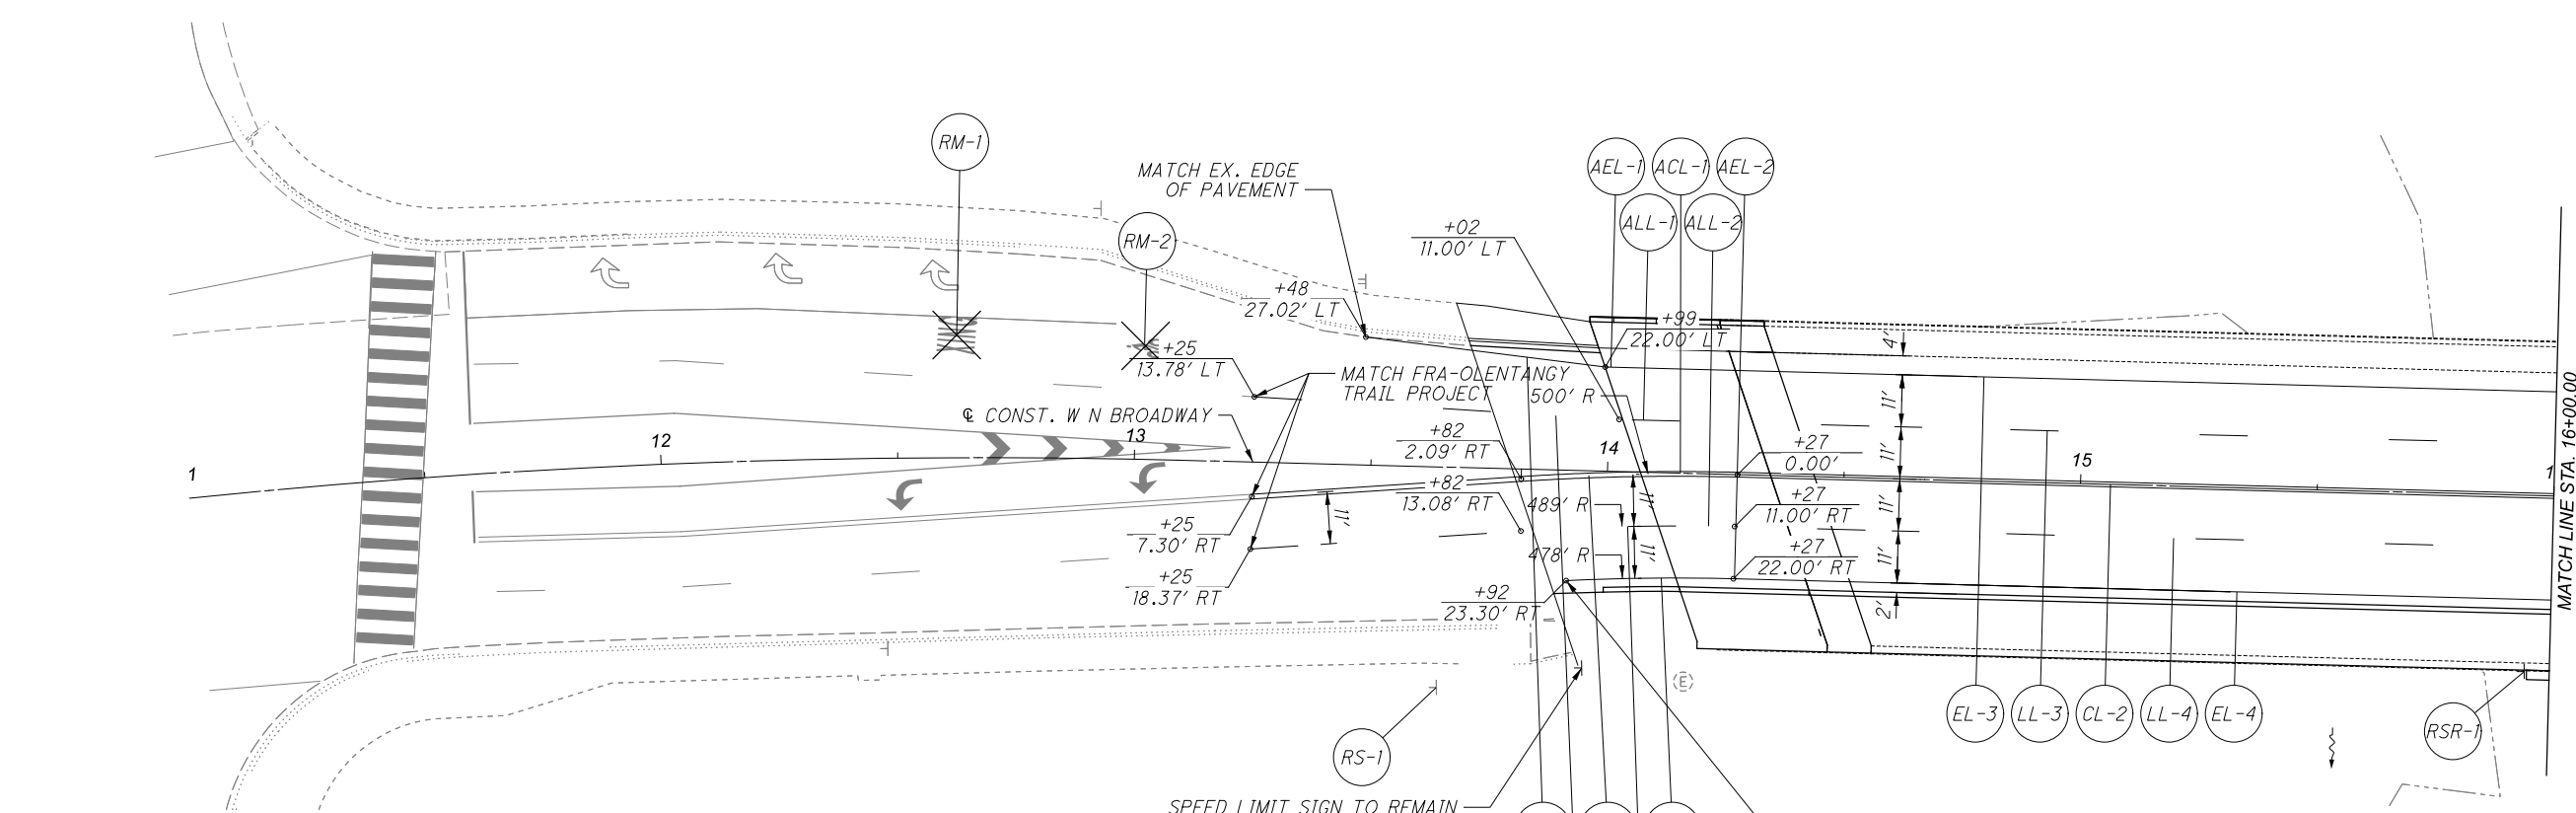 RM-1
AEL-1
ACL-1
AEL-2
MATCH EX. EDGE
OF PAVEMENT
RM-2
ALL-1
ALL-2
+02
11.00' LT
+48
27.02' LT
+99
22.00' LT
4'
+25
13.78' LT
MATCH FRA-OLENTANGY
TRAIL PROJECT
500' R
11'
℄ CONST. W N BROADWAY
12
13
14
15
1
1
+82
2.09' RT
+27
0.00'
11'
+82
13.08' RT
489' R
11'
+27
11.00' RT
11'
11'
+25
7.30' RT
478' R
11'
+27
22.00' RT
11'
+25
18.37' RT
+92
23.30' RT
2'
MATCH LINE STA. 16+00.00
E
EL-3
LL-3
CL-2
LL-4
EL-4
RSR-1
RS-1
SPEED LIMIT SIGN TO REMAIN